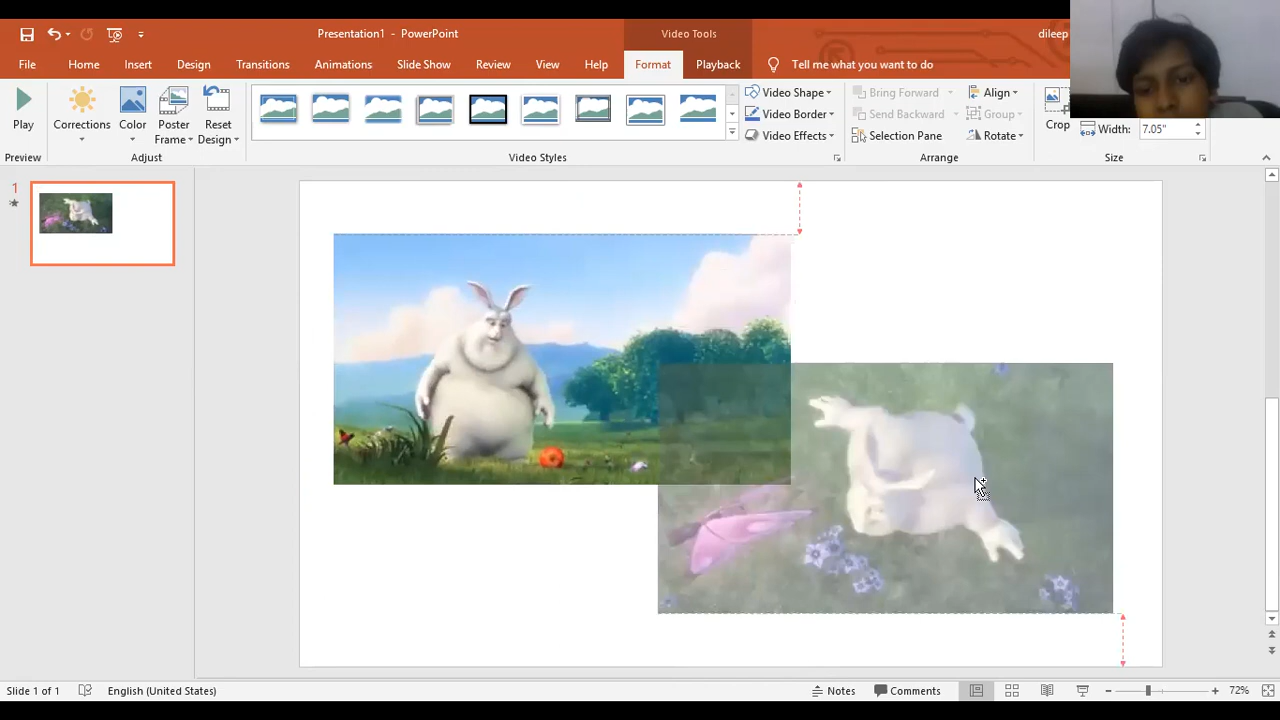 Presentation1 - PowerPoint
Video Tools
dileep
File
Home
Insert
Design
Transitions
Animations
Slide Show
Review
View
Help
Format
Playback
Tell me what you want to do
Play
Corrections
Color
Poster Frame
Reset Design
Video Shape
Video Border
Video Effects
Bring Forward
Send Backward
Selection Pane
Align
Group
Rotate
Crop
Width: 7.05"
Preview
Adjust
Video Styles
Arrange
Size
1
Slide 1 of 1
English (United States)
Notes
Comments
72%